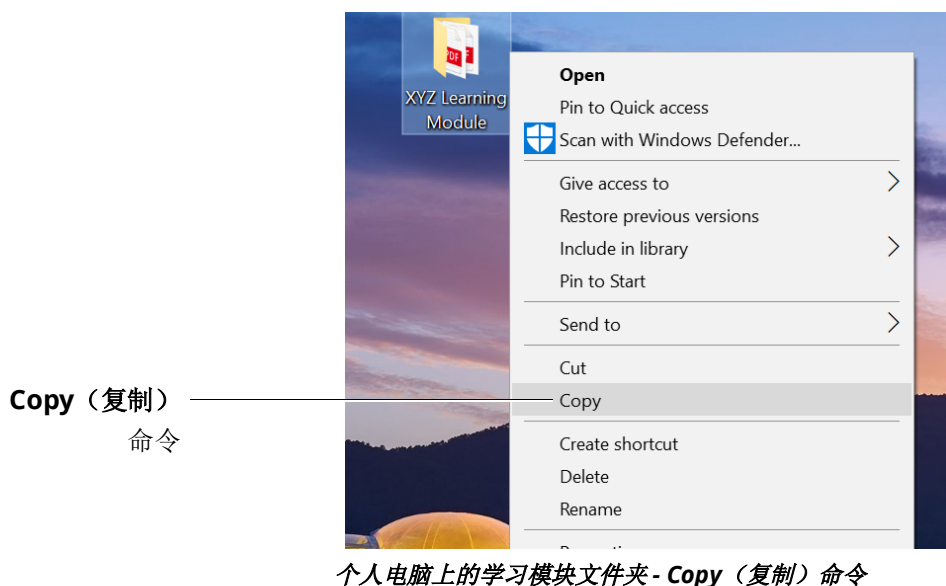 PDF
XYZ Learning
Module
Open
Pin to Quick access
Scan with Windows Defender...
Give access to
Restore previous versions
Include in library
Pin to Start
Send to
Cut
Copy
Create shortcut
Delete
Rename
Copy（复制）
命令
个人电脑上的学习模块文件夹 - Copy（复制）命令